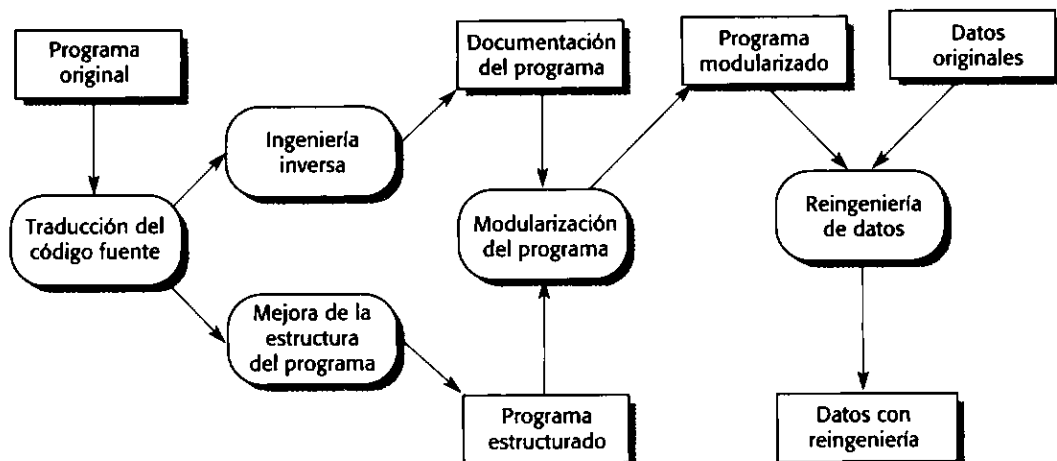 Programa
original
Documentación
del programa
Programa
modularizado
Datos
originales
Ingeniería
inversa
Traducción del
código fuente
Modularización
del programa
Reingeniería
de datos
Mejora de la
estructura
del programa
Programa
estructurado
Datos con
reingeniería